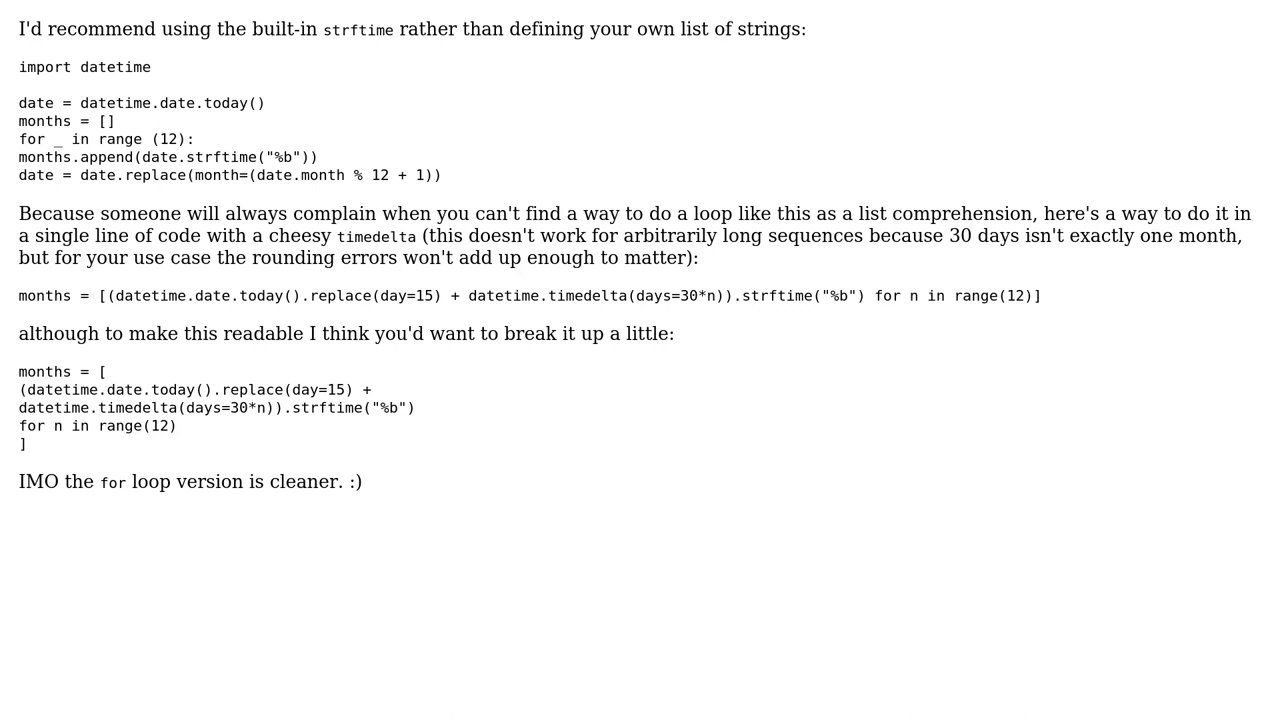 I'd recommend using the built-in strftime rather than defining your own list of strings:
import datetime
date = datetime.date.today()
months = []
for _ in range (12):
months.append(date.strftime("%b"))
date = date.replace(month=(date.month % 12 + 1))
Because someone will always complain when you can't find a way to do a loop like this as a list comprehension, here's a way to do it in
a single line of code with a cheesy timedelta (this doesn't work for arbitrarily long sequences because 30 days isn't exactly one month,
but for your use case the rounding errors won't add up enough to matter):
months = [(datetime.date.today().replace(day=15) + datetime.timedelta(days=30*n)).strftime("%b") for n in range(12)]
although to make this readable I think you'd want to break it up a little:
months = [
(datetime.date.today().replace(day=15) +
datetime.timedelta(days=30*n)).strftime("%b")
for n in range(12)
]
IMO the for loop version is cleaner. :)